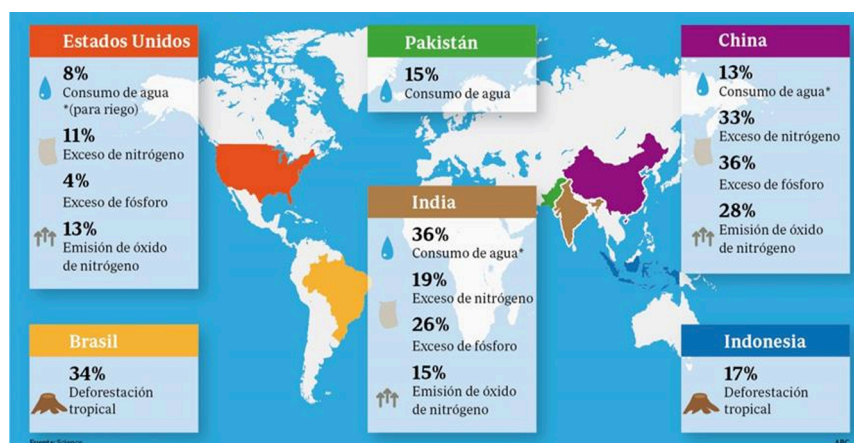 Estados Unidos
8%
Consumo de agua
*(para riego)
11%
Exceso de nitrógeno
4%
Exceso de fósforo
13%
Emisión de óxido
de nitrógeno
Brasil
34%
Deforestación
tropical
Pakistán
15%
Consumo de agua
India
36%
Consumo de agua*
19%
Exceso de nitrógeno
26%
Exceso de fósforo
15%
Emisión de óxido
de nitrógeno
China
13%
Consumo de agua*
33%
Exceso de nitrógeno
36%
Exceso de fósforo
28%
Emisión de óxido
de nitrógeno
Indonesia
17%
Deforestación
tropical
Fuente: Science
ABC